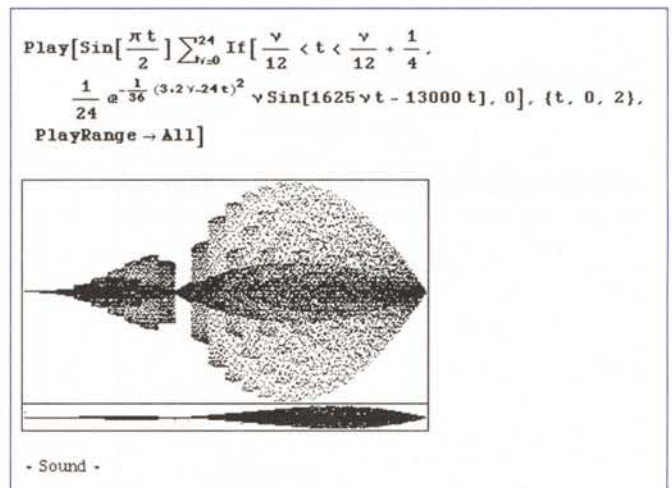 Play[Sin[πt/2] ∑_{ν=0}^{24} If[ν/12 < t < ν/12 + 1/4,
1/24 ⅇ^{-1/36 (3.2 ν-24 t)^2} ν Sin[1625 ν t - 13000 t], 0], {t, 0, 2},
PlayRange → All]
- Sound -